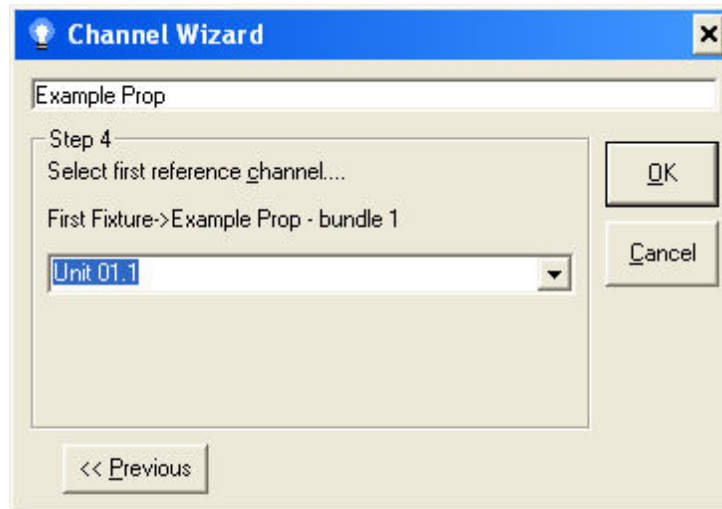 Channel Wizard
Example Prop
Step 4
Select first reference channel....
First Fixture->Example Prop - bundle 1
Unit 01.1
OK
Cancel
<< Previous